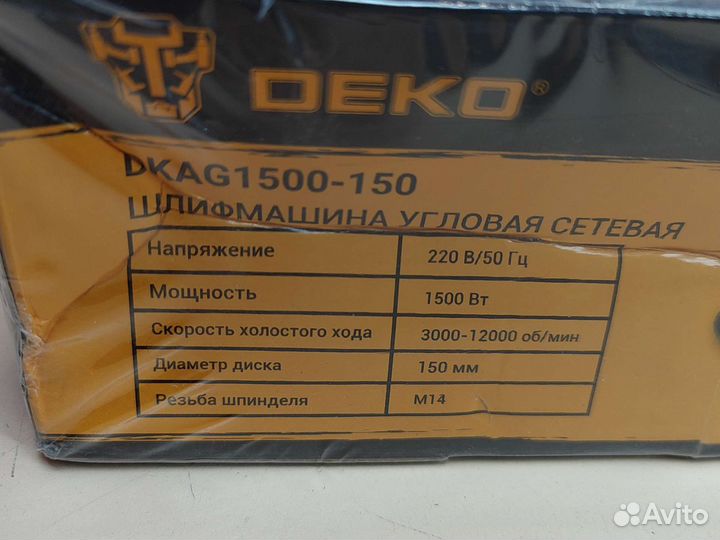 DEKO®
DKAG1500-150
ШЛИФМАШИНА УГЛОВАЯ СЕТЕВАЯ
Напряжение 220 В/50 Гц
Мощность 1500 Вт
Скорость холостого хода 3000-12000 об/мин
Диаметр диска 150 мм
Резьба шпинделя М14
Avito